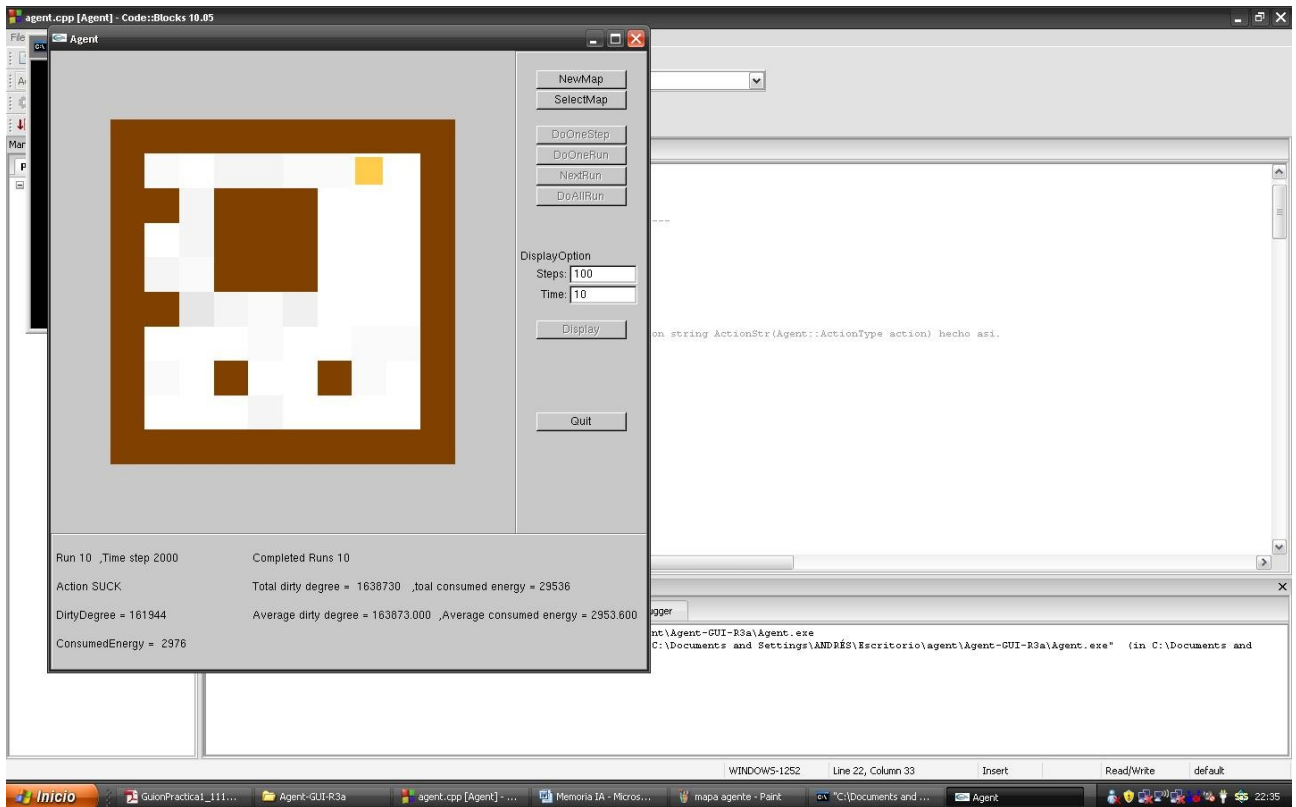 agent.cpp [Agent] - Code::Blocks 10.05
File
Agent
NewMap
SelectMap
DoOneStep
DoOneRun
NextRun
DoAllRun
DisplayOption
Steps: 100
Time: 10
Display
Quit
---
on string ActionStr(Agent::ActionType action) hecho asi.
Run 10 ,Time step 2000
Completed Runs 10
Action SUCK
Total dirty degree = 1638730 ,toal consumed energy = 29536
DirtyDegree = 161944
Average dirty degree = 163873.000 ,Average consumed energy = 2953.600
ConsumedEnergy = 2976
nt\Agent-GUI-R3a\Agent.exe
C:\Documents and Settings\ANDRÉS\Escritorio\agent\Agent-GUI-R3a\Agent.exe" (in C:\Documents and
WINDOWS-1252 Line 22, Column 33 Insert Read/Write default
Inicio GuionPractica1_111... Agent-GUI-R3a agent.cpp [Agent] - ... Memoria IA - Micros... mapa agente - Paint "C:\Documents and ... Agent 22:35